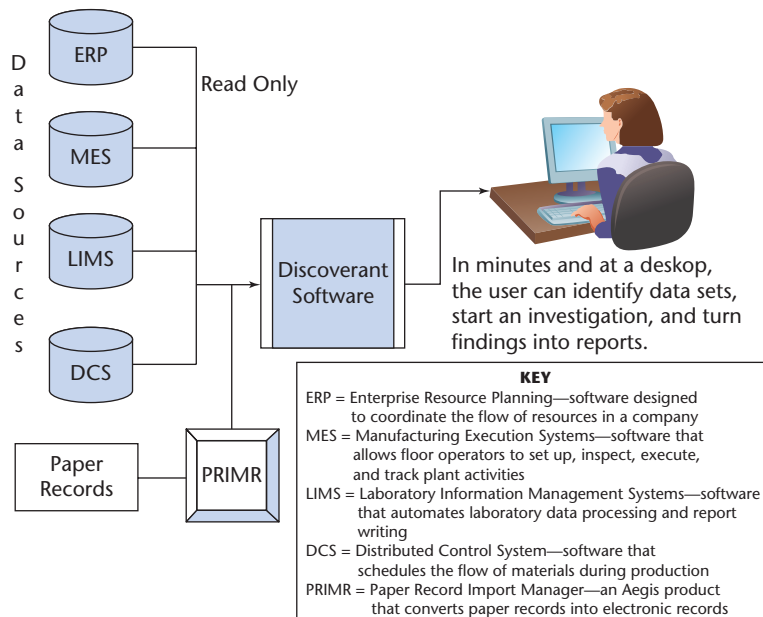 Data Sources
ERP
Read Only
MES
LIMS
DCS
Discoverant
Software
Paper
Records
PRIMR
In minutes and at a deskop,
the user can identify data sets,
start an investigation, and turn
findings into reports.
KEY
ERP = Enterprise Resource Planning—software designed
to coordinate the flow of resources in a company
MES = Manufacturing Execution Systems—software that
allows floor operators to set up, inspect, execute,
and track plant activities
LIMS = Laboratory Information Management Systems—software
that automates laboratory data processing and report
writing
DCS = Distributed Control System—software that
schedules the flow of materials during production
PRIMR = Paper Record Import Manager—an Aegis product
that converts paper records into electronic records